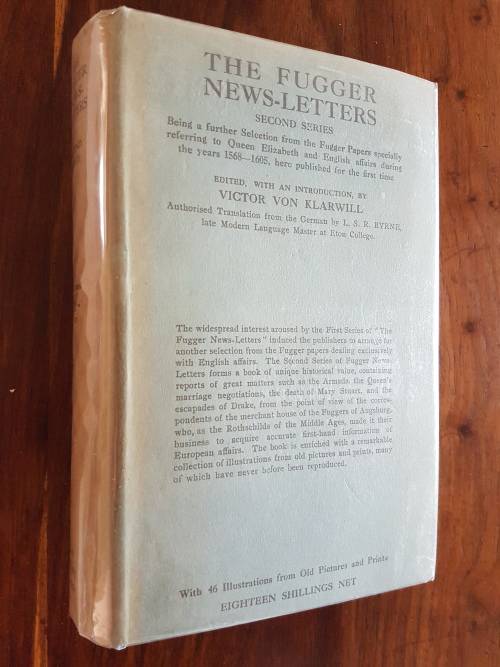 THE FUGGER
NEWS-LETTERS
SECOND SERIES
Being a further Selection from the Fugger Papers specially
referring to Queen Elizabeth and English affairs during
the years 1568—1605, here published for the first time
EDITED, WITH AN INTRODUCTION, BY
VICTOR VON KLARWILL
Authorised Translation from the German by L. S. R. BYRNE,
late Modern Language Master at Eton College.
The widespread interest aroused by the First Series of "The
Fugger News-Letters" induced the publishers to arrange for
another selection from the Fugger papers dealing exclusively
with English affairs. The Second Series of Fugger News-
Letters forms a book of unique historical value, containing
reports of great matters such as the Armada, the Queen's
marriage negotiations, the death of Mary Stuart, and the
escapades of Drake, from the point of view of the corres-
pondents of the merchant house of the Fuggers of Augsburg,
who, as the Rothschilds of the Middle Ages, made it their
business to acquire accurate first-hand information of
European affairs. The book is enriched with a remarkable
collection of illustrations from old pictures and prints, many
of which have never before been reproduced.
With 46 Illustrations from Old Pictures and Prints
EIGHTEEN SHILLINGS NET